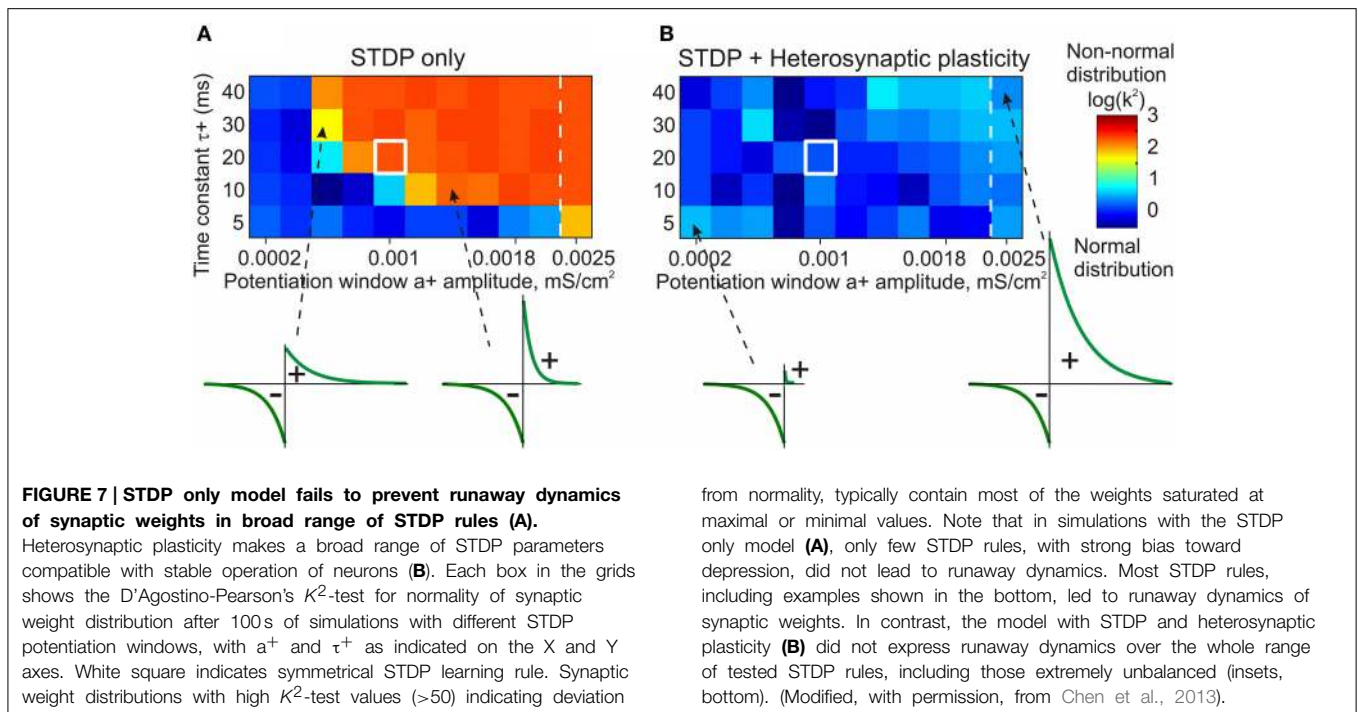 A
STDP only
Time constant τ+ (ms)
40
30
20
10
5
0.0002 0.001 0.0018 0.0025
Potentiation window a+ amplitude, mS/cm²
+
-
+
-
B
STDP + Heterosynaptic plasticity
40
30
20
10
5
0.0002 0.001 0.0018 0.0025
Potentiation window a+ amplitude, mS/cm²
+
-
+
-
Non-normal
distribution
log(k²)
3
2
1
0
Normal
distribution
FIGURE 7 | STDP only model fails to prevent runaway dynamics
of synaptic weights in broad range of STDP rules (A).
Heterosynaptic plasticity makes a broad range of STDP parameters
compatible with stable operation of neurons (B). Each box in the grids
shows the D'Agostino-Pearson's K²-test for normality of synaptic
weight distribution after 100 s of simulations with different STDP
potentiation windows, with a⁺ and τ⁺ as indicated on the X and Y
axes. White square indicates symmetrical STDP learning rule. Synaptic
weight distributions with high K²-test values (>50) indicating deviation
from normality, typically contain most of the weights saturated at
maximal or minimal values. Note that in simulations with the STDP
only model (A), only few STDP rules, with strong bias toward
depression, did not lead to runaway dynamics. Most STDP rules,
including examples shown in the bottom, led to runaway dynamics of
synaptic weights. In contrast, the model with STDP and heterosynaptic
plasticity (B) did not express runaway dynamics over the whole range
of tested STDP rules, including those extremely unbalanced (insets,
bottom). (Modified, with permission, from Chen et al., 2013).